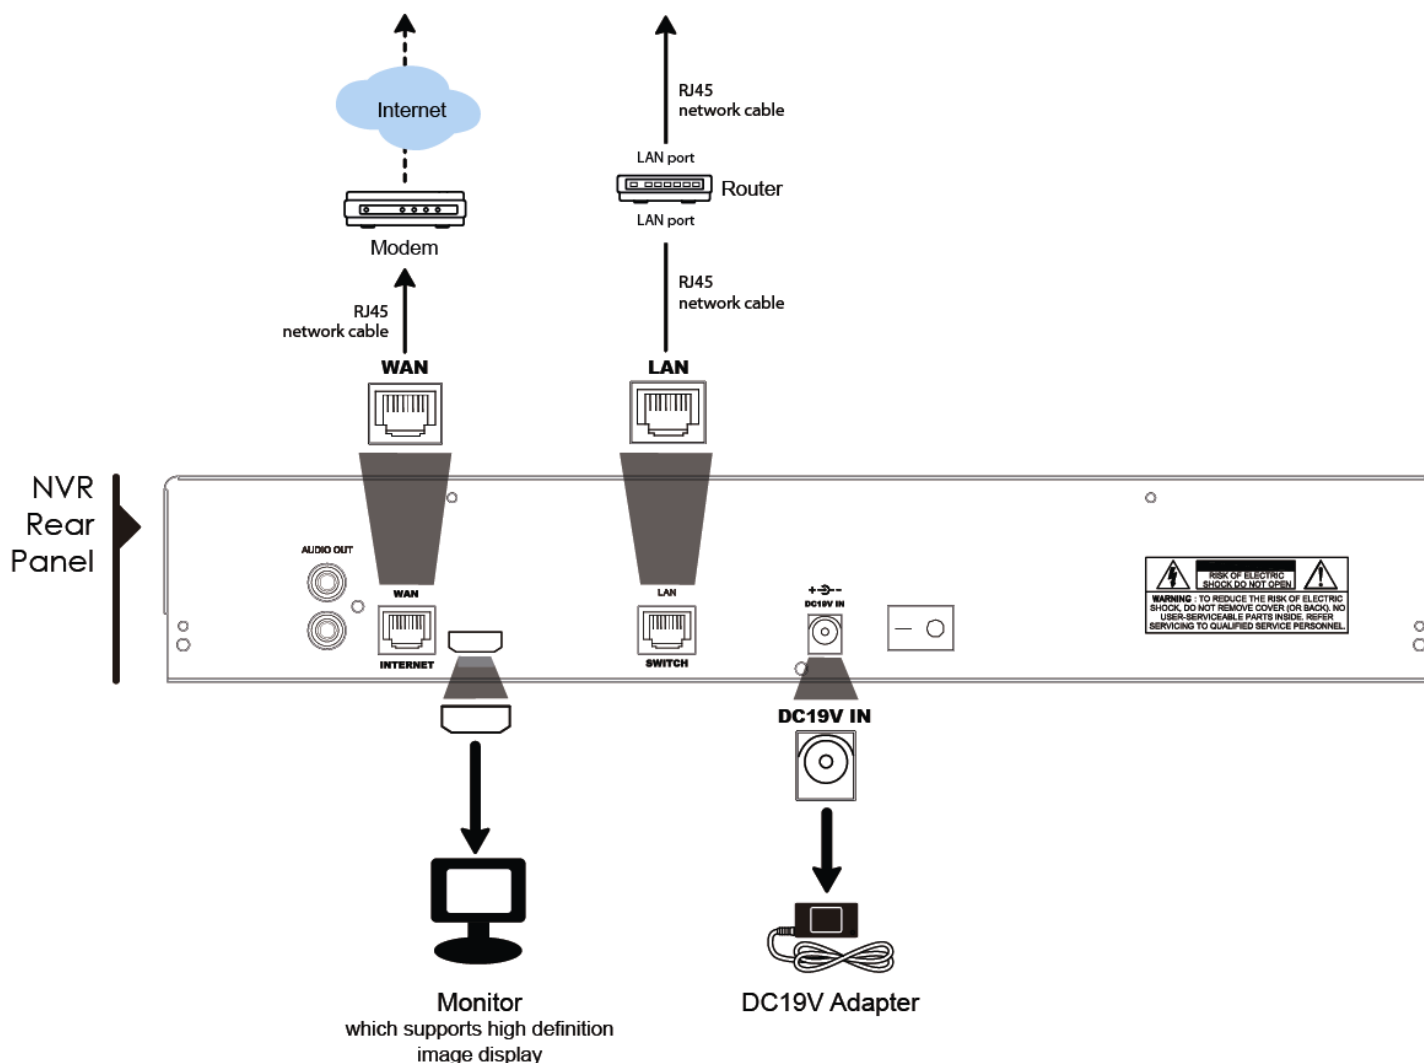 Internet
RJ45
network cable
LAN port
Router
LAN port
Modem
RJ45
network cable
RJ45
network cable
WAN
LAN
NVR
Rear
Panel
AUDIO OUT
WAN
INTERNET
LAN
SWITCH
DC19V IN
RISK OF ELECTRIC
SHOCK DO NOT OPEN
WARNING : TO REDUCE THE RISK OF ELECTRIC
SHOCK, DO NOT REMOVE COVER (OR BACK). NO
USER-SERVICEABLE PARTS INSIDE. REFER
SERVICING TO QUALIFIED SERVICE PERSONNEL.
DC19V IN
Monitor
which supports high definition
image display
DC19V Adapter